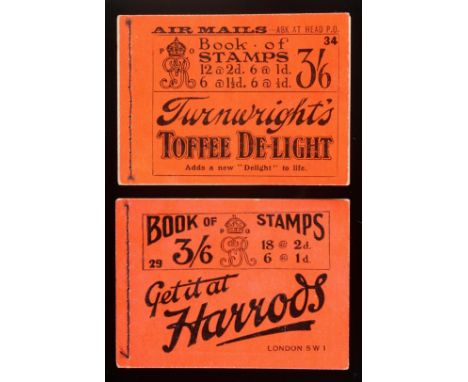 AIR MAILS -ASK AT HEAD P.O.
34
P O
Book of
STAMPS
12 @ 2d. 6 @ 1d.
6 @ 1½d. 6 @ ½d.
3/6
Turnwright's
TOFFEE DE-LIGHT
Adds a new "Delight" to life.
BOOK OF STAMPS
P O
29
3/6
18 @ 2d.
6 @ 1d
Get it at
Harrods
LONDON SW1